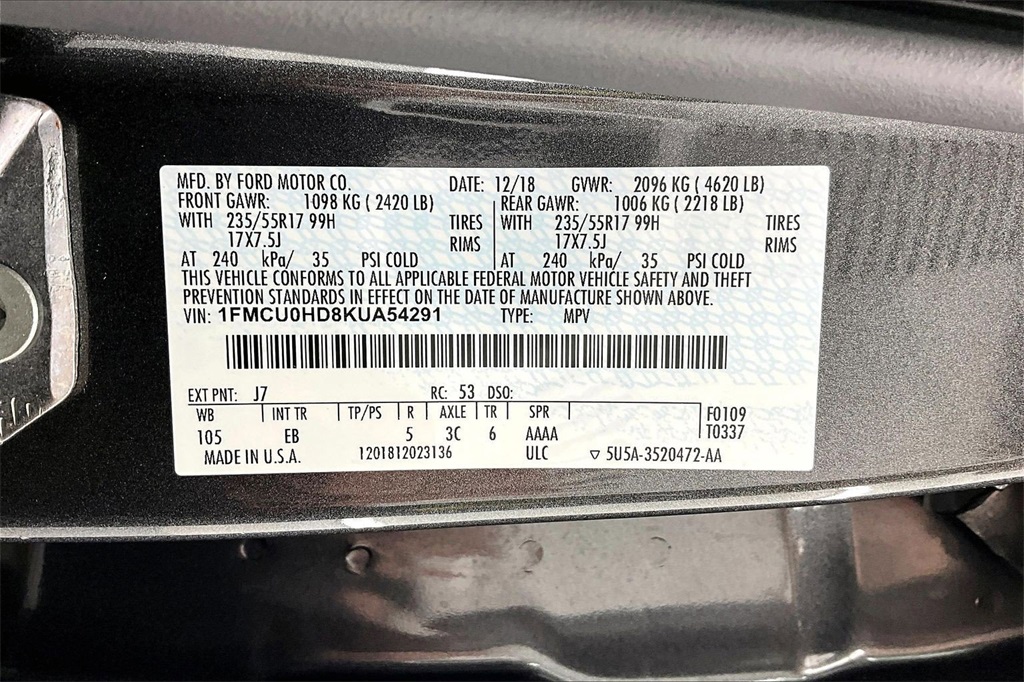 MFD. BY FORD MOTOR CO. DATE: 12/18 GVWR: 2096 KG ( 4620 LB)
FRONT GAWR: 1098 KG ( 2420 LB) REAR GAWR: 1006 KG ( 2218 LB)
WITH 235/55R17 99H TIRES WITH 235/55R17 99H TIRES
17X7.5J RIMS 17X7.5J RIMS
AT 240 kPa/ 35 PSI COLD AT 240 kPa/ 35 PSI COLD
THIS VEHICLE CONFORMS TO ALL APPLICABLE FEDERAL MOTOR VEHICLE SAFETY AND THEFT
PREVENTION STANDARDS IN EFFECT ON THE DATE OF MANUFACTURE SHOWN ABOVE.
VIN: 1FMCU0HD8KUA54291 TYPE: MPV
EXT PNT: J7 RC: 53 DSO:
WB INT TR TP/PS R AXLE TR SPR F0109
105 EB 5 3C 6 AAAA T0337
MADE IN U.S.A. 1201812023136 ULC ▽ 5U5A-3520472-AA